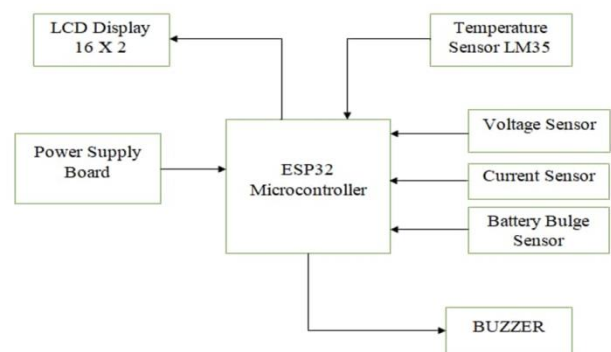 LCD Display
16 X 2
Temperature
Sensor LM35
Power Supply
Board
ESP32
Microcontroller
Voltage Sensor
Current Sensor
Battery Bulge
Sensor
BUZZER